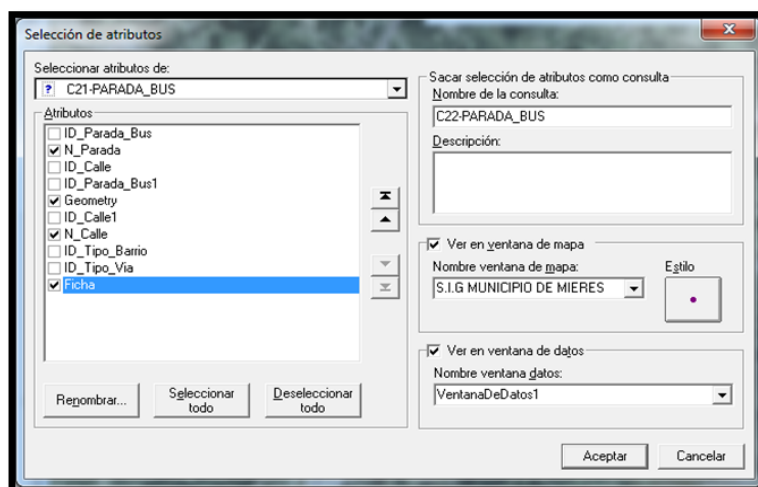 Selección de atributos
Seleccionar atributos de:
C21-PARADA_BUS
Atributos
ID_Parada_Bus
N_Parada
ID_Calle
ID_Parada_Bus1
Geometry
ID_Calle1
N_Calle
ID_Tipo_Barrio
ID_Tipo_Via
Ficha
Renombrar...
Seleccionar
todo
Deseleccionar
todo
Sacar selección de atributos como consulta
Nombre de la consulta:
C22-PARADA_BUS
Descripción:
Ver en ventana de mapa
Nombre ventana de mapa:
Estilo
S.I.G MUNICIPIO DE MIERES
Ver en ventana de datos
Nombre ventana datos:
VentanaDeDatos1
Aceptar
Cancelar